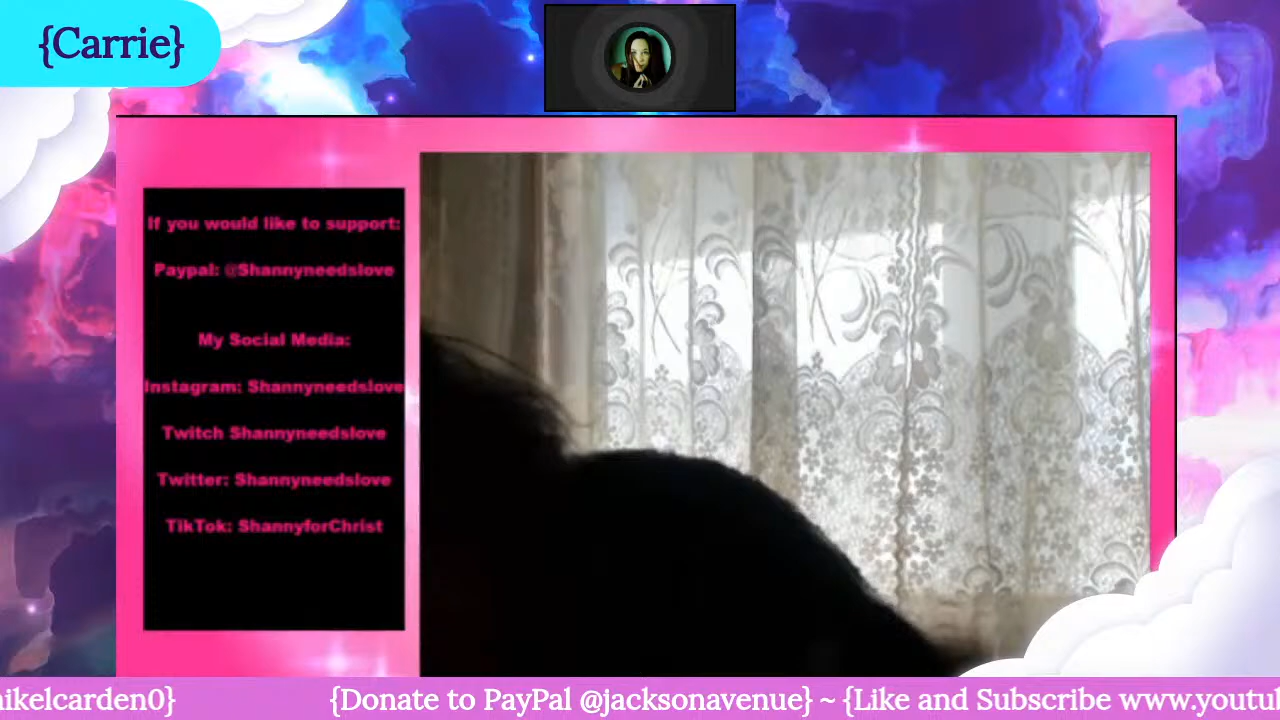 {Carrie}
If you would like to support:
Paypal: @Shannyneedslove
My Social Media:
Instagram: Shannyneedslove
Twitch Shannyneedslove
Twitter: Shannyneedslove
TikTok: ShannyforChrist
ikelcarden0} {Donate to PayPal @jacksonavenue} ~ {Like and Subscribe www.youtu